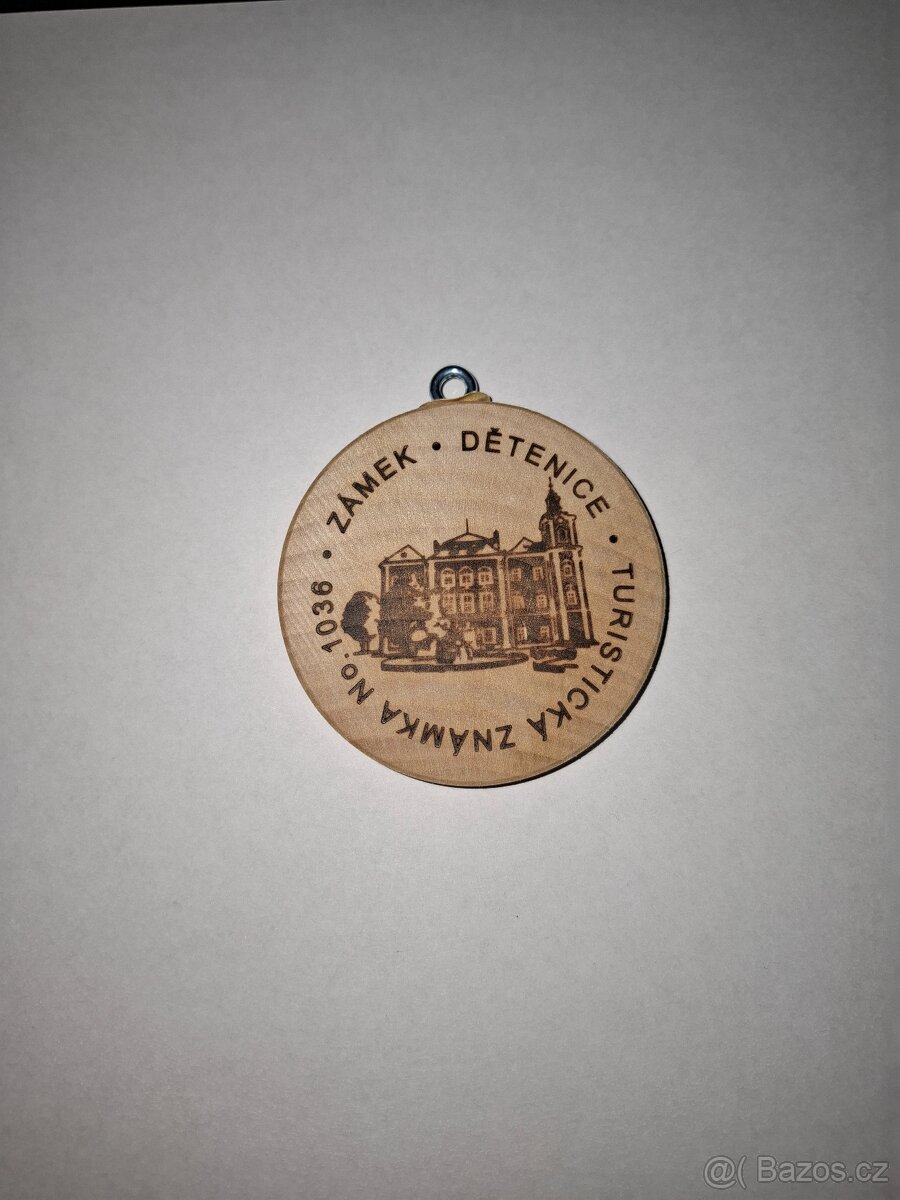 ZÁMEK • DĚTENICE • TURISTICKÁ ZNÁMKA No.1036 •
@( Bazos.cz